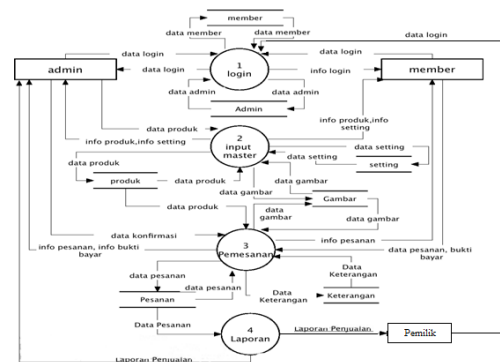 member
data member
data member
data login
data login
data login
1
login
admin
data login
data login
info login
member
data admin
data admin
Admin
data produk
info produk,info setting
info produk,info
setting
2
input
master
data setting
data setting
setting
data produk
produk
data produk
data gambar
data gambar
Gambar
data produk
data
gambar
data gambar
data konfirmasi
info pesanan, info bukti
bayar
3
Pemesanan
info pesanan
data pesanan, bukti
bayar
data pesanan
data pesanan
Pesanan
Data
Keterangan
Data
Keterangan
Keterangan
Data Pesanan
4
Laporan
Laporan Penjualan
Pemilik
Laporan Penjualan